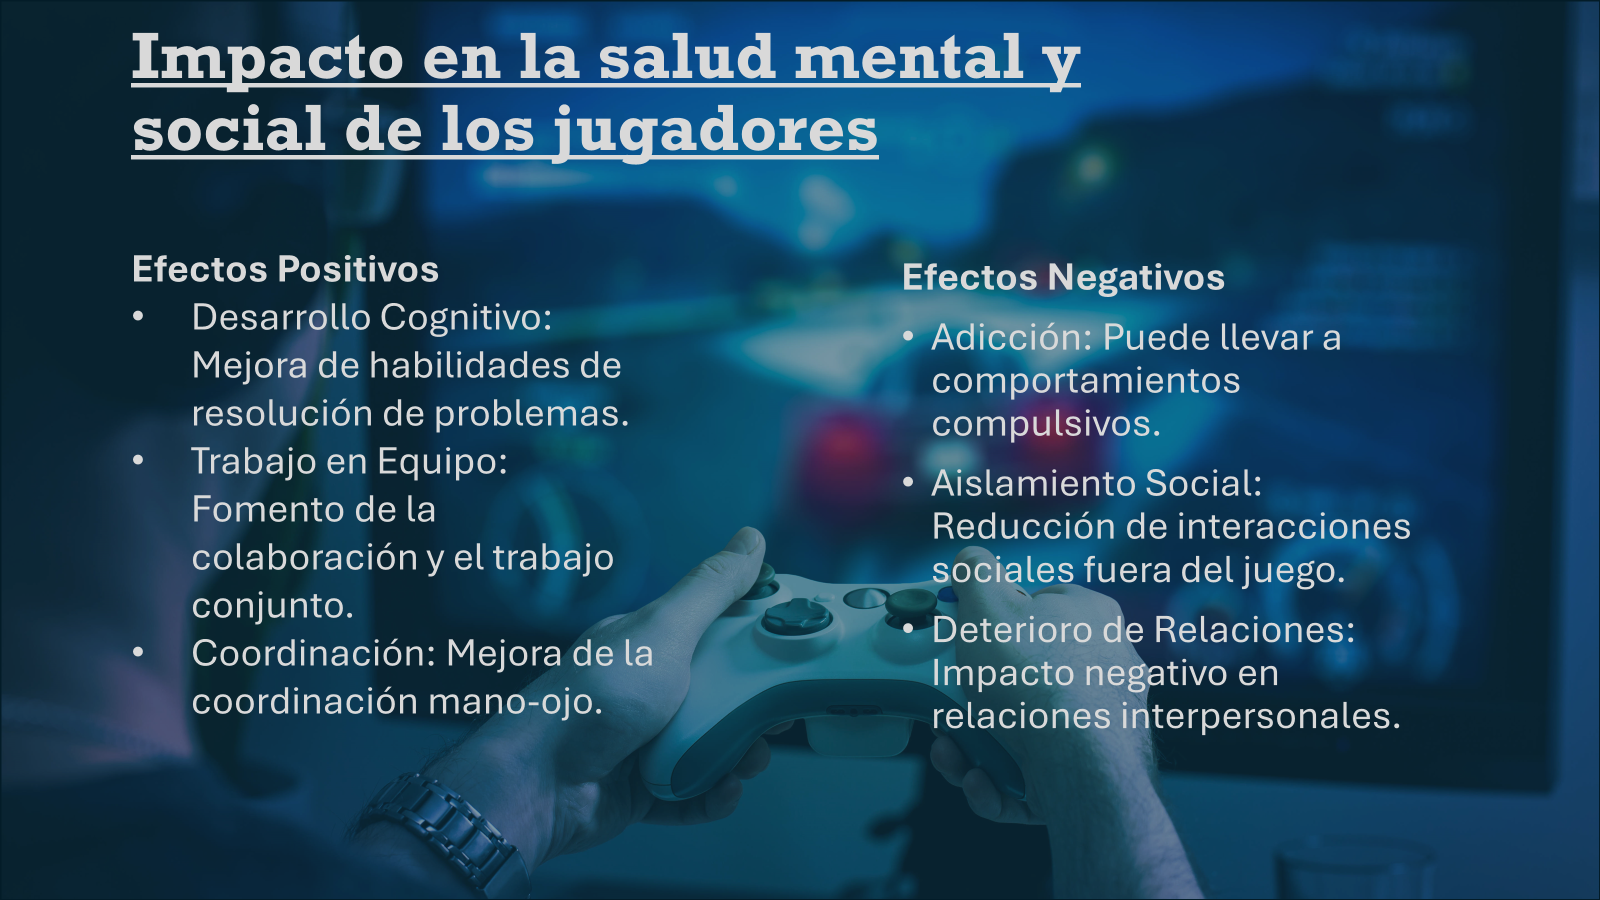 Impacto en la salud mental y
social de los jugadores
Efectos Positivos
• Desarrollo Cognitivo:
Mejora de habilidades de
resolución de problemas.
• Trabajo en Equipo:
Fomento de la
colaboración y el trabajo
conjunto.
• Coordinación: Mejora de la
coordinación mano-ojo.
Efectos Negativos
• Adicción: Puede llevar a
comportamientos
compulsivos.
• Aislamiento Social:
Reducción de interacciones
sociales fuera del juego.
• Deterioro de Relaciones:
Impacto negativo en
relaciones interpersonales.